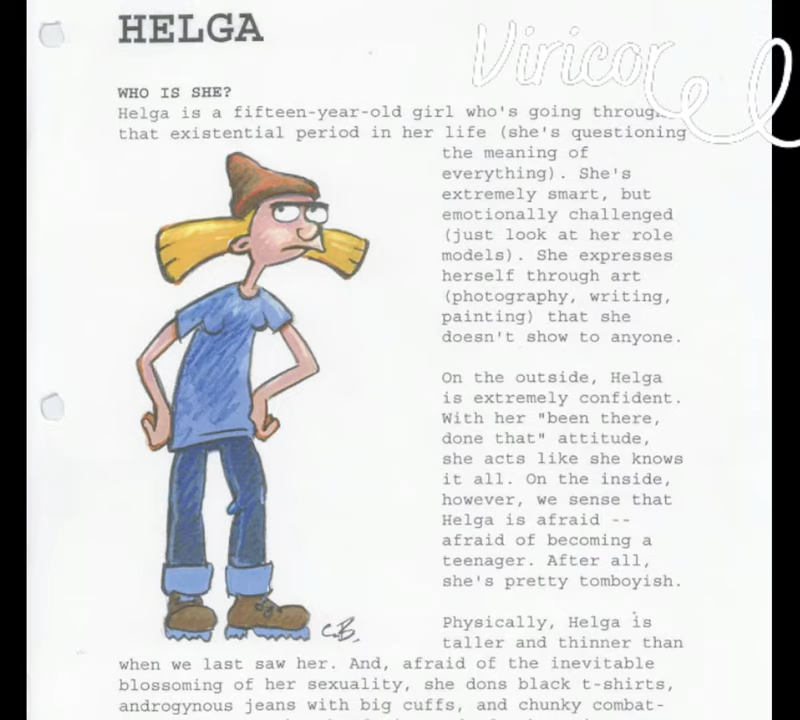 HELGA
Viricor
WHO IS SHE?
Helga is a fifteen-year-old girl who's going through
that existential period in her life (she's questioning
the meaning of
everything). She's
extremely smart, but
emotionally challenged
(just look at her role
models). She expresses
herself through art
(photography, writing,
painting) that she
doesn't show to anyone.
On the outside, Helga
is extremely confident.
With her "been there,
done that" attitude,
she acts like she knows
it all. On the inside,
however, we sense that
Helga is afraid --
afraid of becoming a
teenager. After all,
she's pretty tomboyish.
Physically, Helga is
taller and thinner than
C.B.
when we last saw her. And, afraid of the inevitable
blossoming of her sexuality, she dons black t-shirts,
androgynous jeans with big cuffs, and chunky combat-